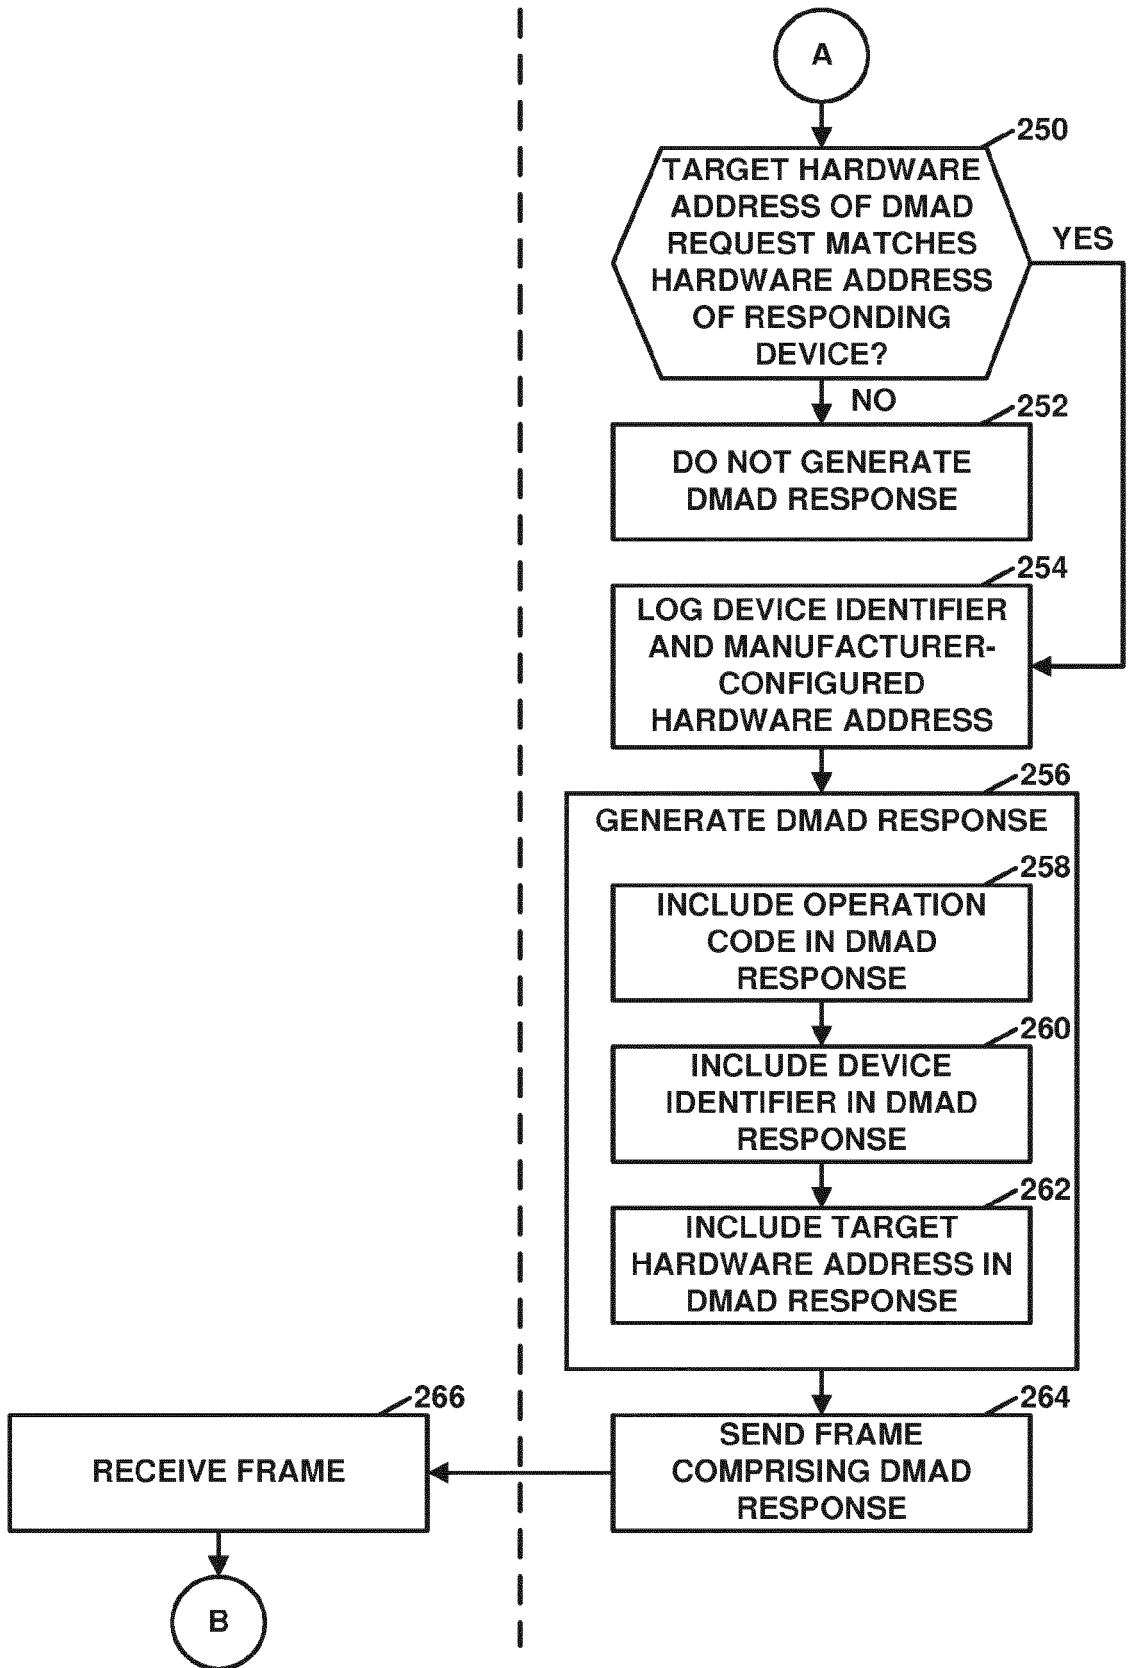 A
250
TARGET HARDWARE
ADDRESS OF DMAD
REQUEST MATCHES
HARDWARE ADDRESS
OF RESPONDING
DEVICE?
YES
NO
252
DO NOT GENERATE
DMAD RESPONSE
254
LOG DEVICE IDENTIFIER
AND MANUFACTURER-
CONFIGURED
HARDWARE ADDRESS
256
GENERATE DMAD RESPONSE
258
INCLUDE OPERATION
CODE IN DMAD
RESPONSE
260
INCLUDE DEVICE
IDENTIFIER IN DMAD
RESPONSE
262
INCLUDE TARGET
HARDWARE ADDRESS IN
DMAD RESPONSE
264
SEND FRAME
COMPRISING DMAD
RESPONSE
266
RECEIVE FRAME
B